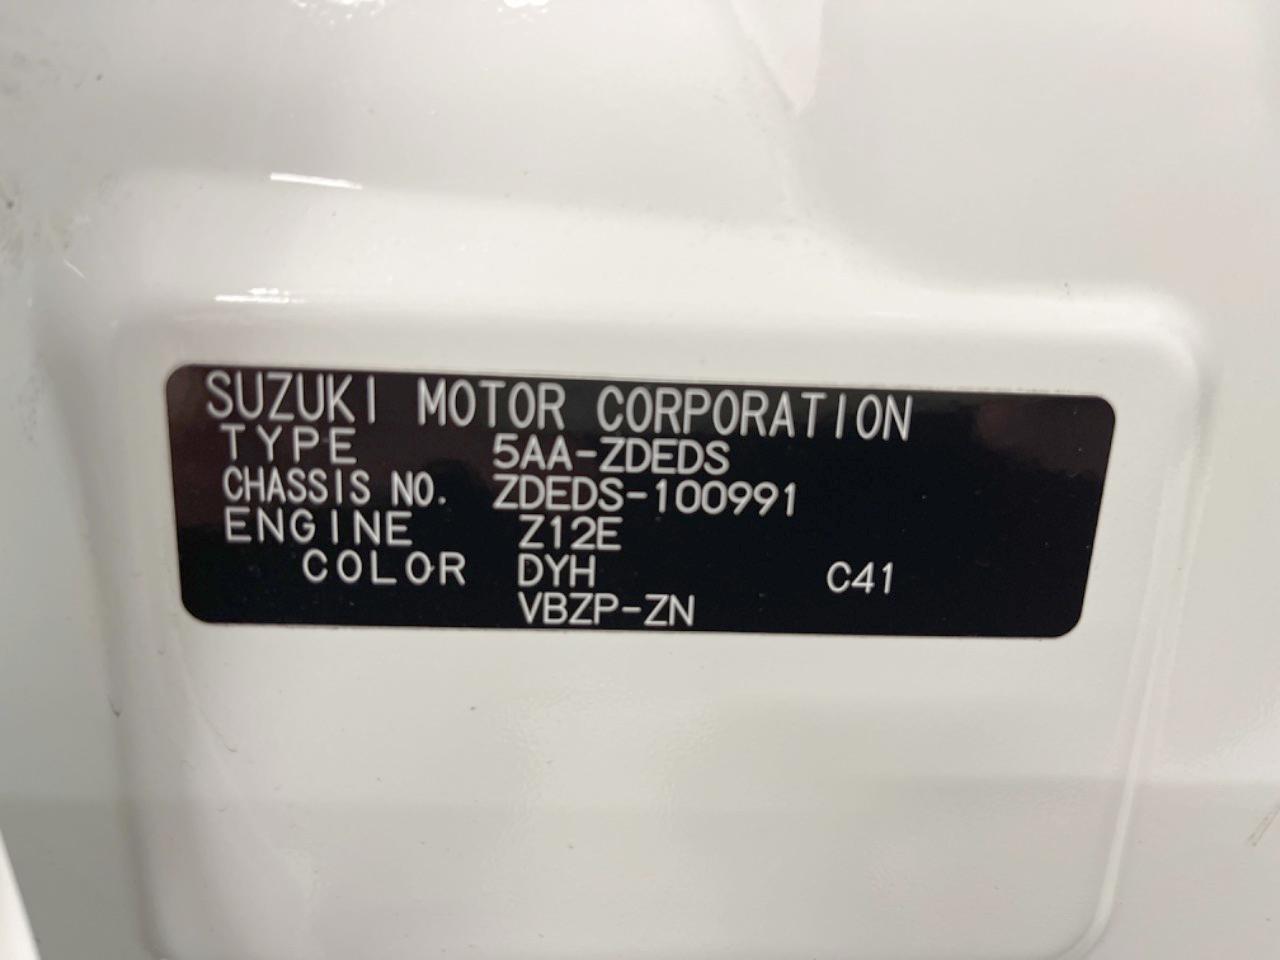 SUZUKI MOTOR CORPORATION
TYPE 5AA-ZDEDS
CHASSIS NO. ZDEDS-100991
ENGINE Z12E
COLOR DYH C41
VBZP-ZN